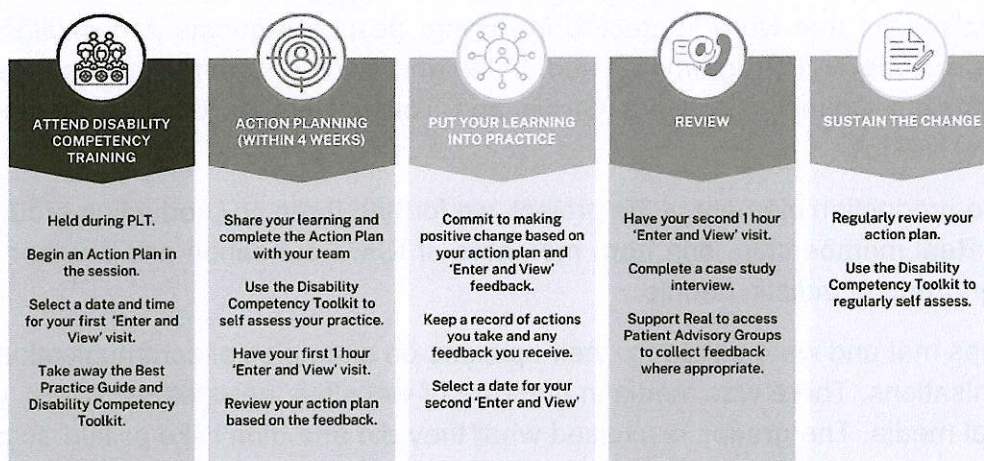 ATTEND DISABILITY
COMPETENCY
TRAINING
Held during PLT.
Begin an Action Plan in
the session.
Select a date and time
for your first 'Enter and
View' visit.
Take away the Best
Practice Guide and
Disability Competency
Toolkit.
ACTION PLANNING
(WITHIN 4 WEEKS)
Share your learning and
complete the Action Plan
with your team
Use the Disability
Competency Toolkit to
self assess your practice.
Have your first 1 hour
'Enter and View' visit.
Review your action plan
based on the feedback.
PUT YOUR LEARNING
INTO PRACTICE
Commit to making
positive change based on
your action plan and
'Enter and View'
feedback.
Keep a record of actions
you take and any
feedback you receive.
Select a date for your
second 'Enter and View'
REVIEW
Have your second 1 hour
'Enter and View' visit.
Complete a case study
interview.
Support Real to access
Patient Advisory Groups
to collect feedback
where appropriate.
SUSTAIN THE CHANGE
Regularly review your
action plan.
Use the Disability
Competency Toolkit to
regularly self assess.